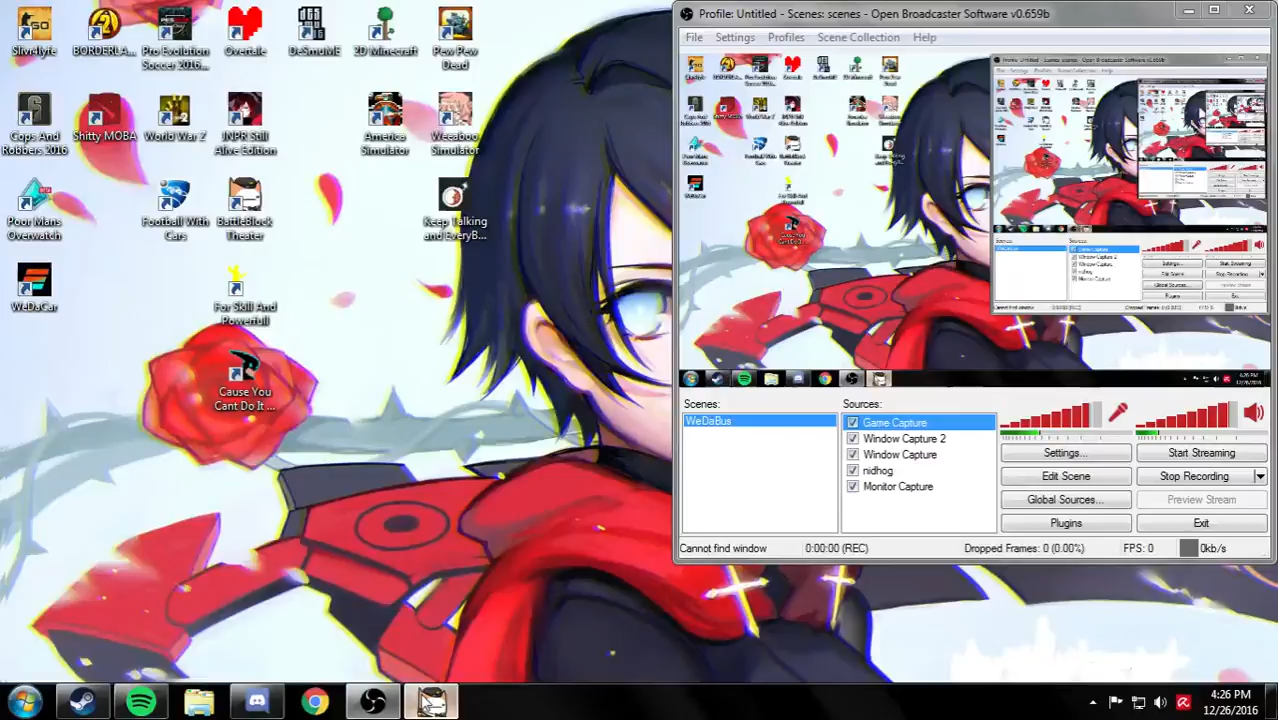 Slivr4lyfe
BORDERLA...
Pro Evolution
Soccer 2016...
Overtale
DeSmuME
2D Minecraft
Pew Pew
Dead
Cops And
Robbers 2016
Shitty MOBA
World War Z
JNPR Still
Alive Edition
America
Simulator
Weeaboo
Simulator
Poor Mans
Overwatch
Football With
Cars
BattleBlock
Theater
Keep Talking
and EveryB...
WeDaCar
For Skill And
Powerfull
Cause You
Cant Do It ...
Profile: Untitled - Scenes: scenes - Open Broadcaster Software v0.659b
File Settings Profiles Scene Collection Help
Scenes:
WeDaBus
Sources:
Game Capture
Window Capture 2
Window Capture
nidhog
Monitor Capture
Settings...
Start Streaming
Edit Scene
Stop Recording
Global Sources...
Preview Stream
Plugins
Exit
Cannot find window 0:00:00 (REC) Dropped Frames: 0 (0.00%) FPS: 0 0kb/s
4:26 PM
12/26/2016